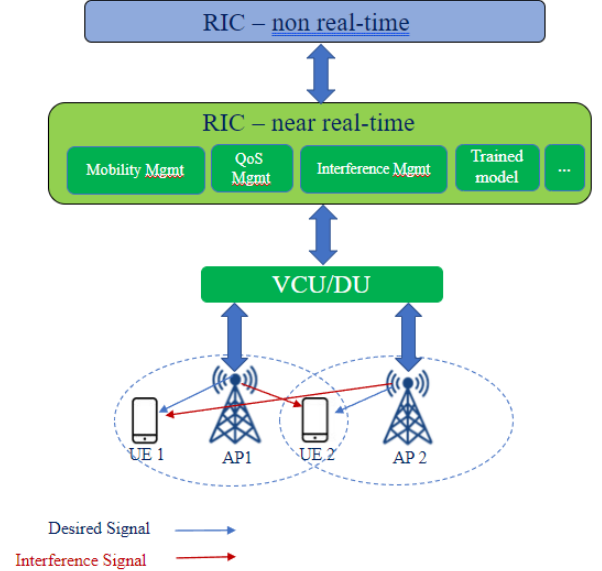 RIC – non real-time
RIC – near real-time
Mobility Mgmt
QoS
Mgmt
Interference Mgmt
Trained
model
...
VCU/DU
UE 1
AP1
UE 2
AP 2
Desired Signal
Interference Signal